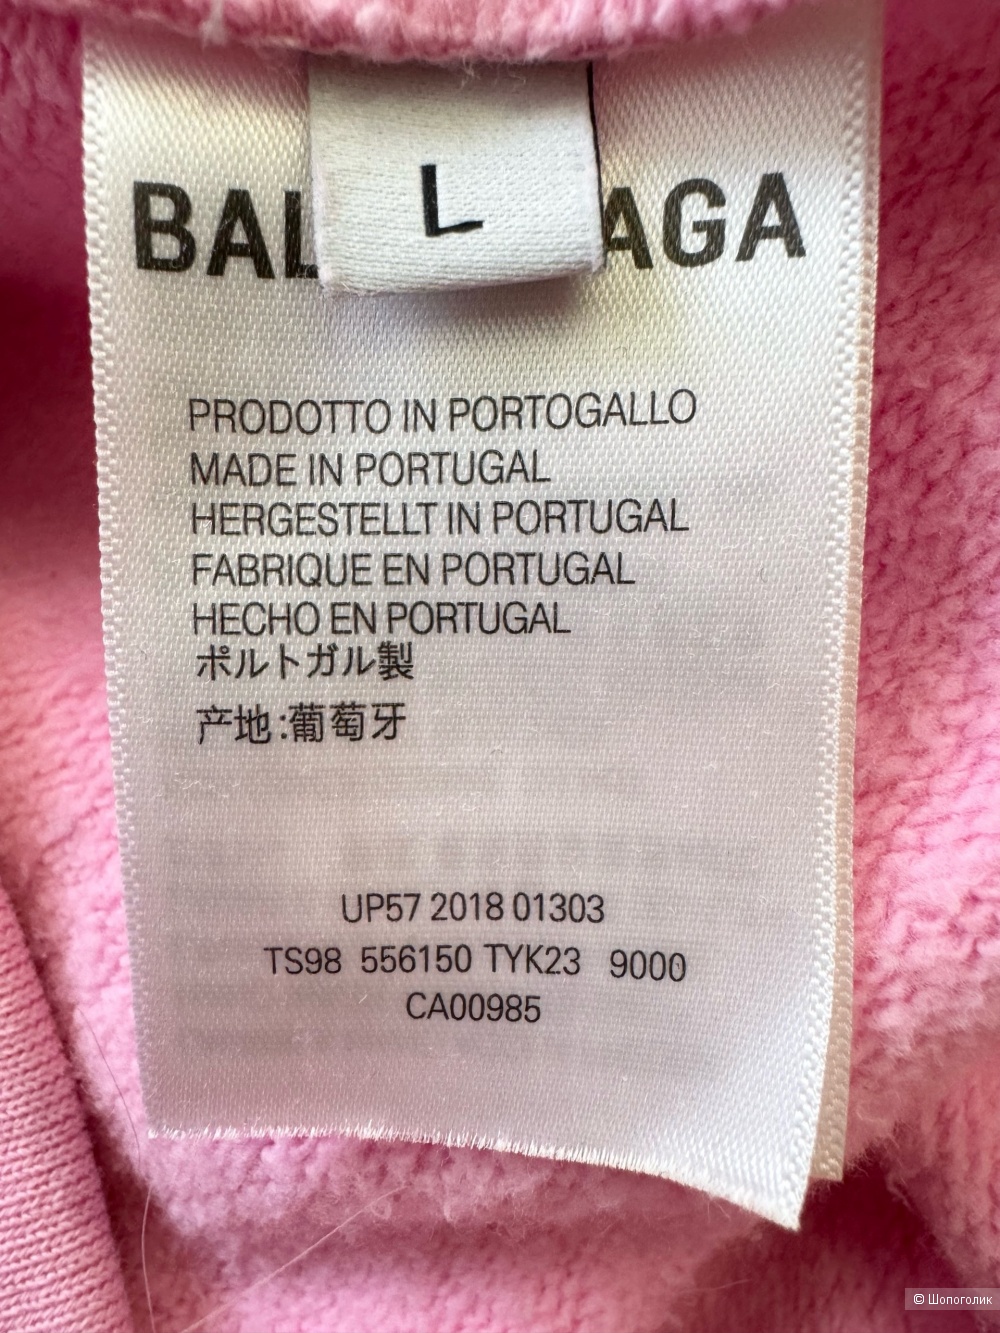 L
BAL AGA
PRODOTTO IN PORTOGALLO
MADE IN PORTUGAL
HERGESTELLT IN PORTUGAL
FABRIQUE EN PORTUGAL
HECHO EN PORTUGAL
ポルトガル製
产地:葡萄牙
UP57 2018 01303
TS98 556150 TYK23 9000
CA00985
© Шопоголик